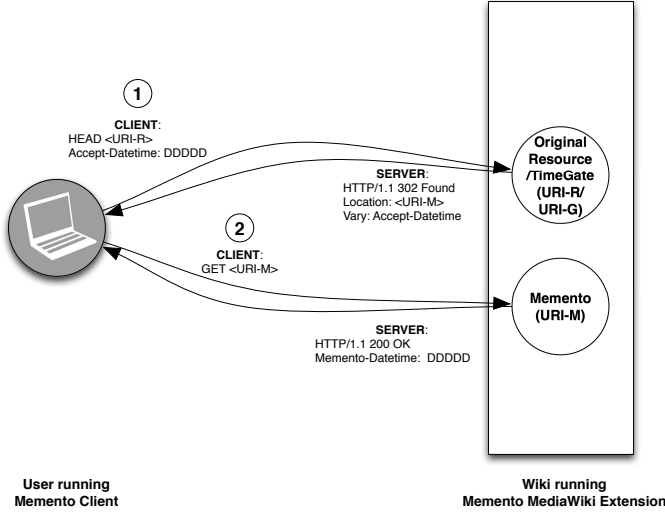 1
CLIENT:
HEAD <URI-R>
Accept-Datetime: DDDDD
SERVER:
HTTP/1.1 302 Found
Location: <URI-M>
Vary: Accept-Datetime
Original
Resource
/TimeGate
(URI-R/
URI-G)
2
CLIENT:
GET <URI-M>
SERVER:
HTTP/1.1 200 OK
Memento-Datetime: DDDDD
Memento
(URI-M)
User running
Memento Client
Wiki running
Memento MediaWiki Extension